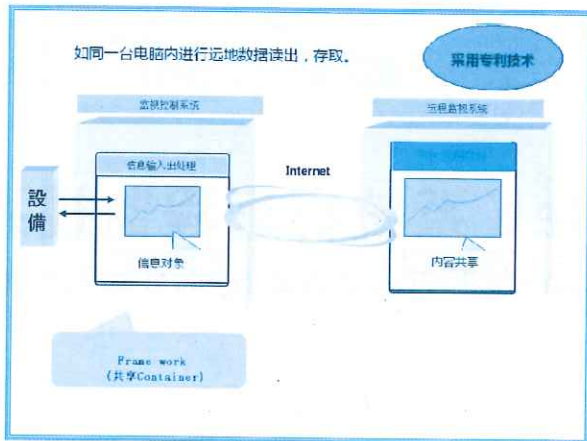 如同一台电脑内进行远地数据读出，存取。
采用专利技术
监视控制系统
远程监视系统
信息输入出处理
Internet
設備
信息对象
内容共享
Frame work
(共享Container)